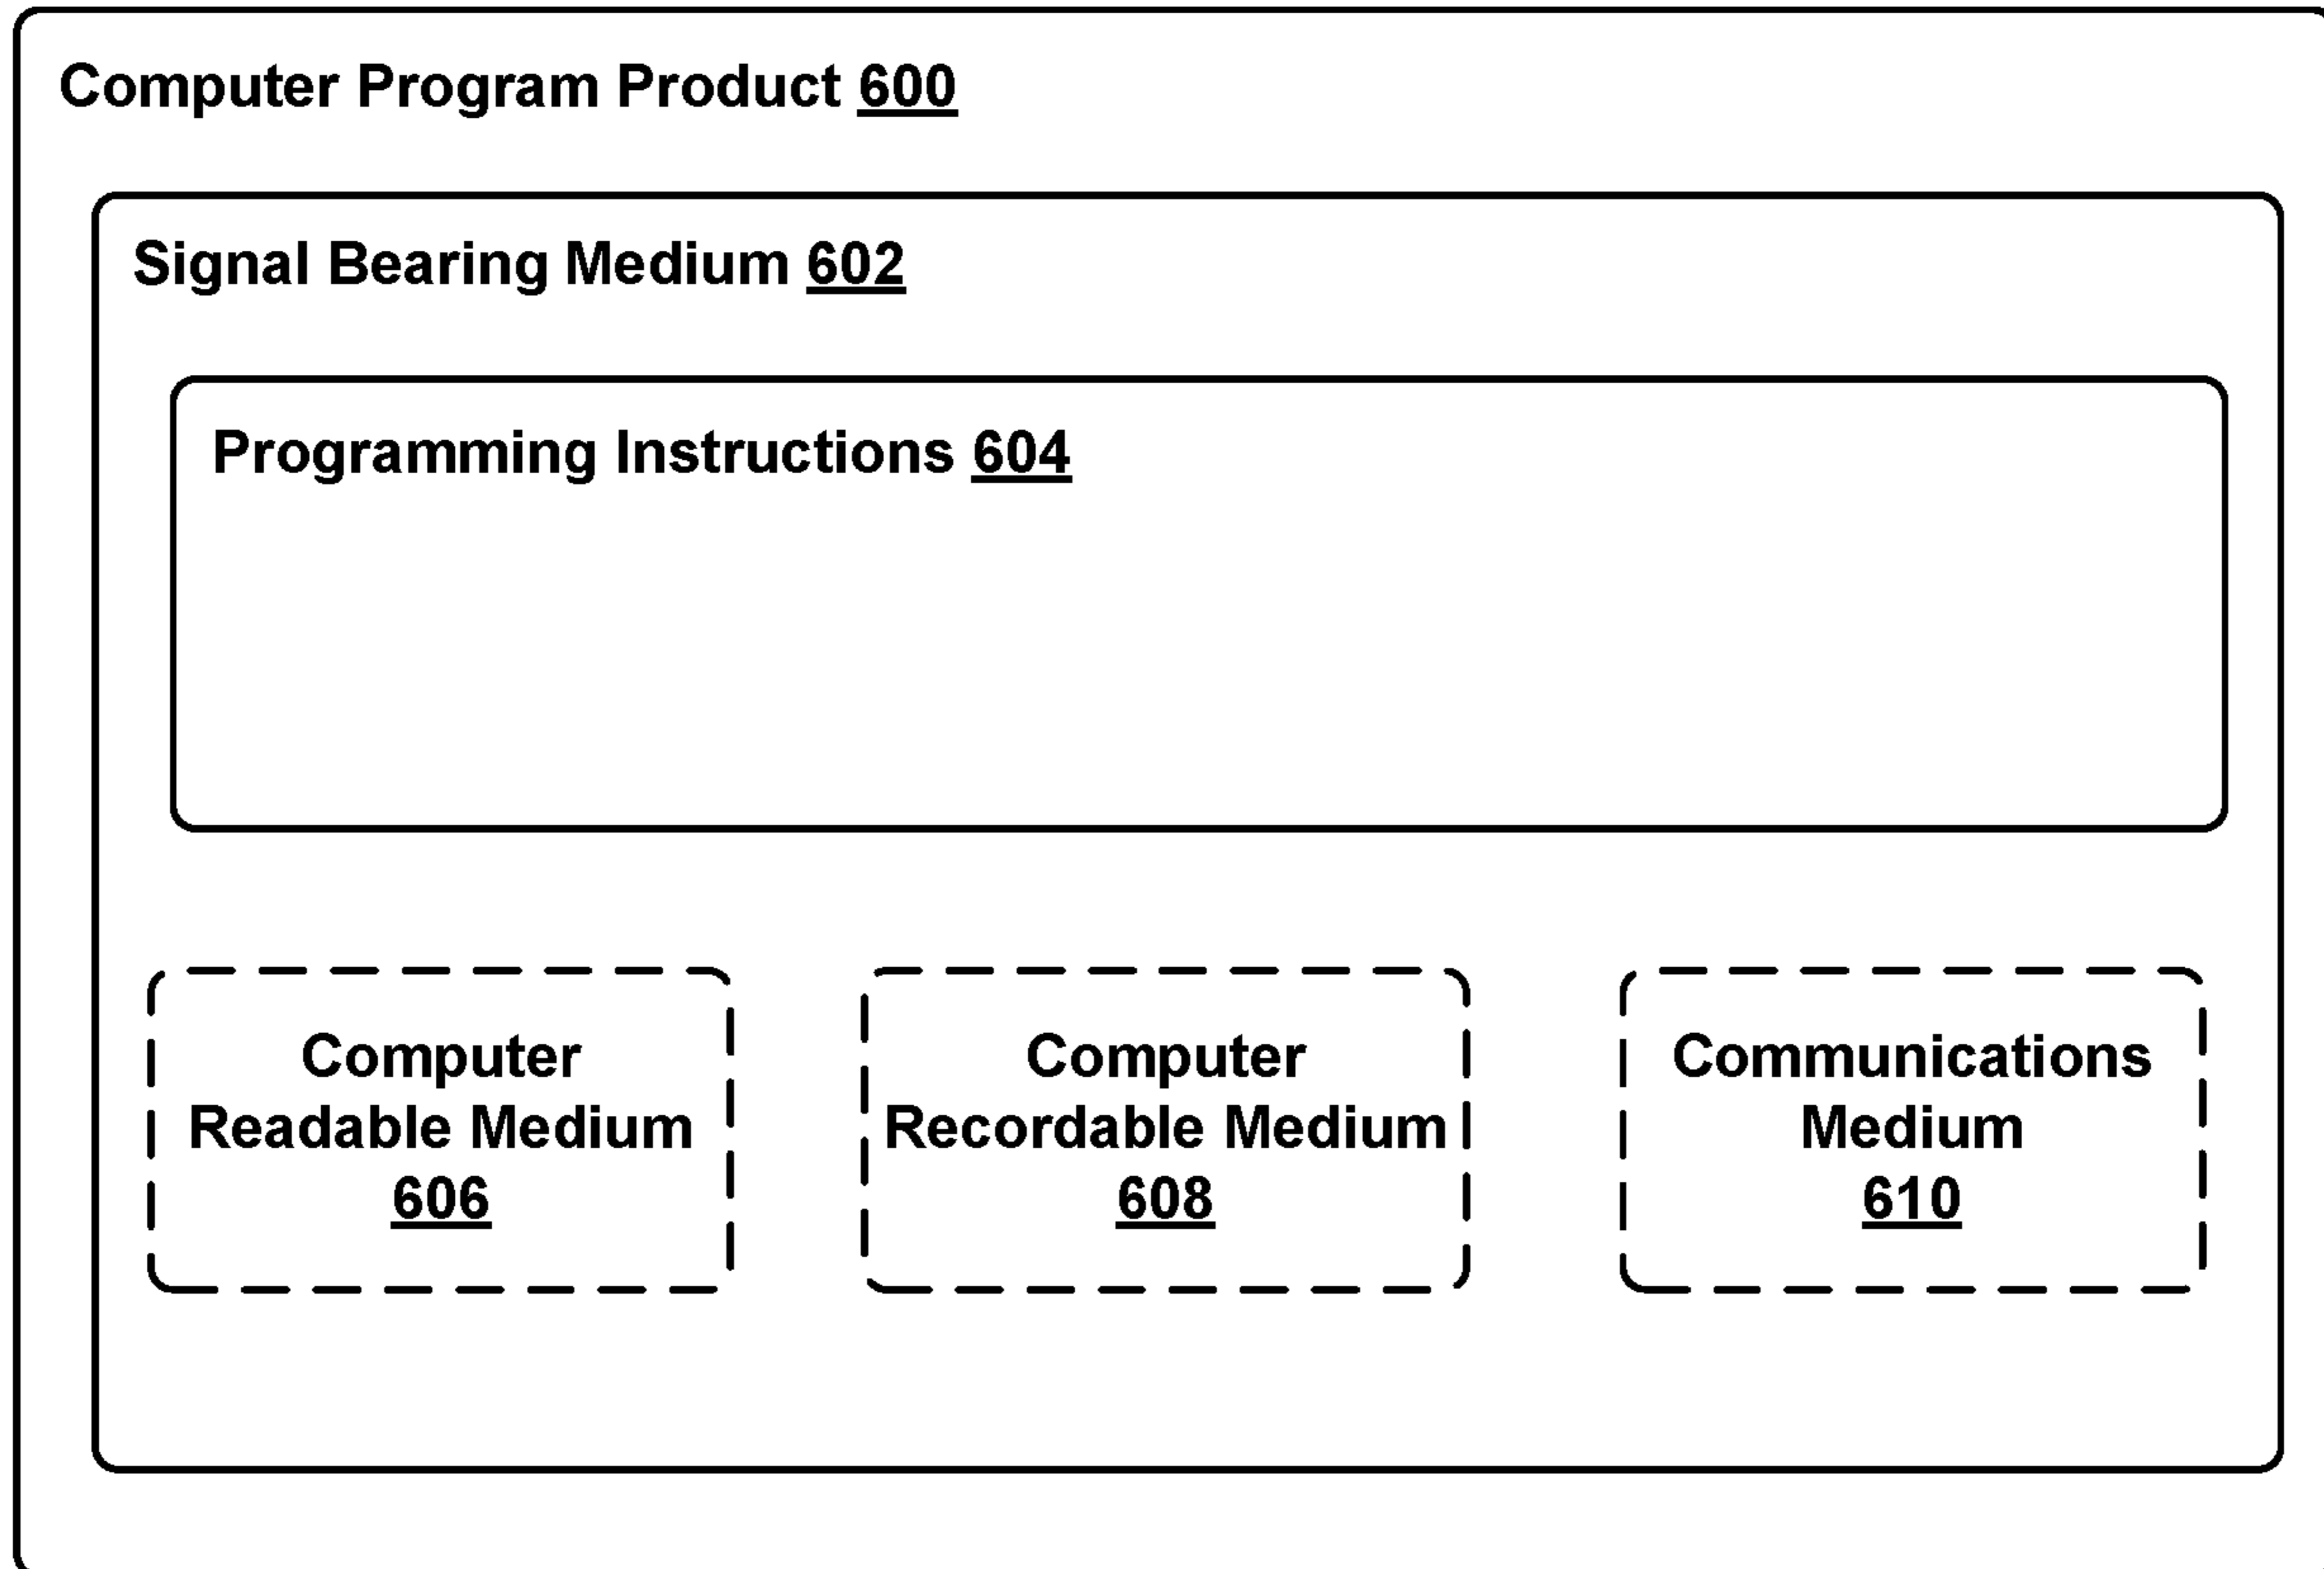 Computer Program Product 600
Signal Bearing Medium 602
Programming Instructions 604
Computer
Readable Medium
606
Computer
Recordable Medium
608
Communications
Medium
610